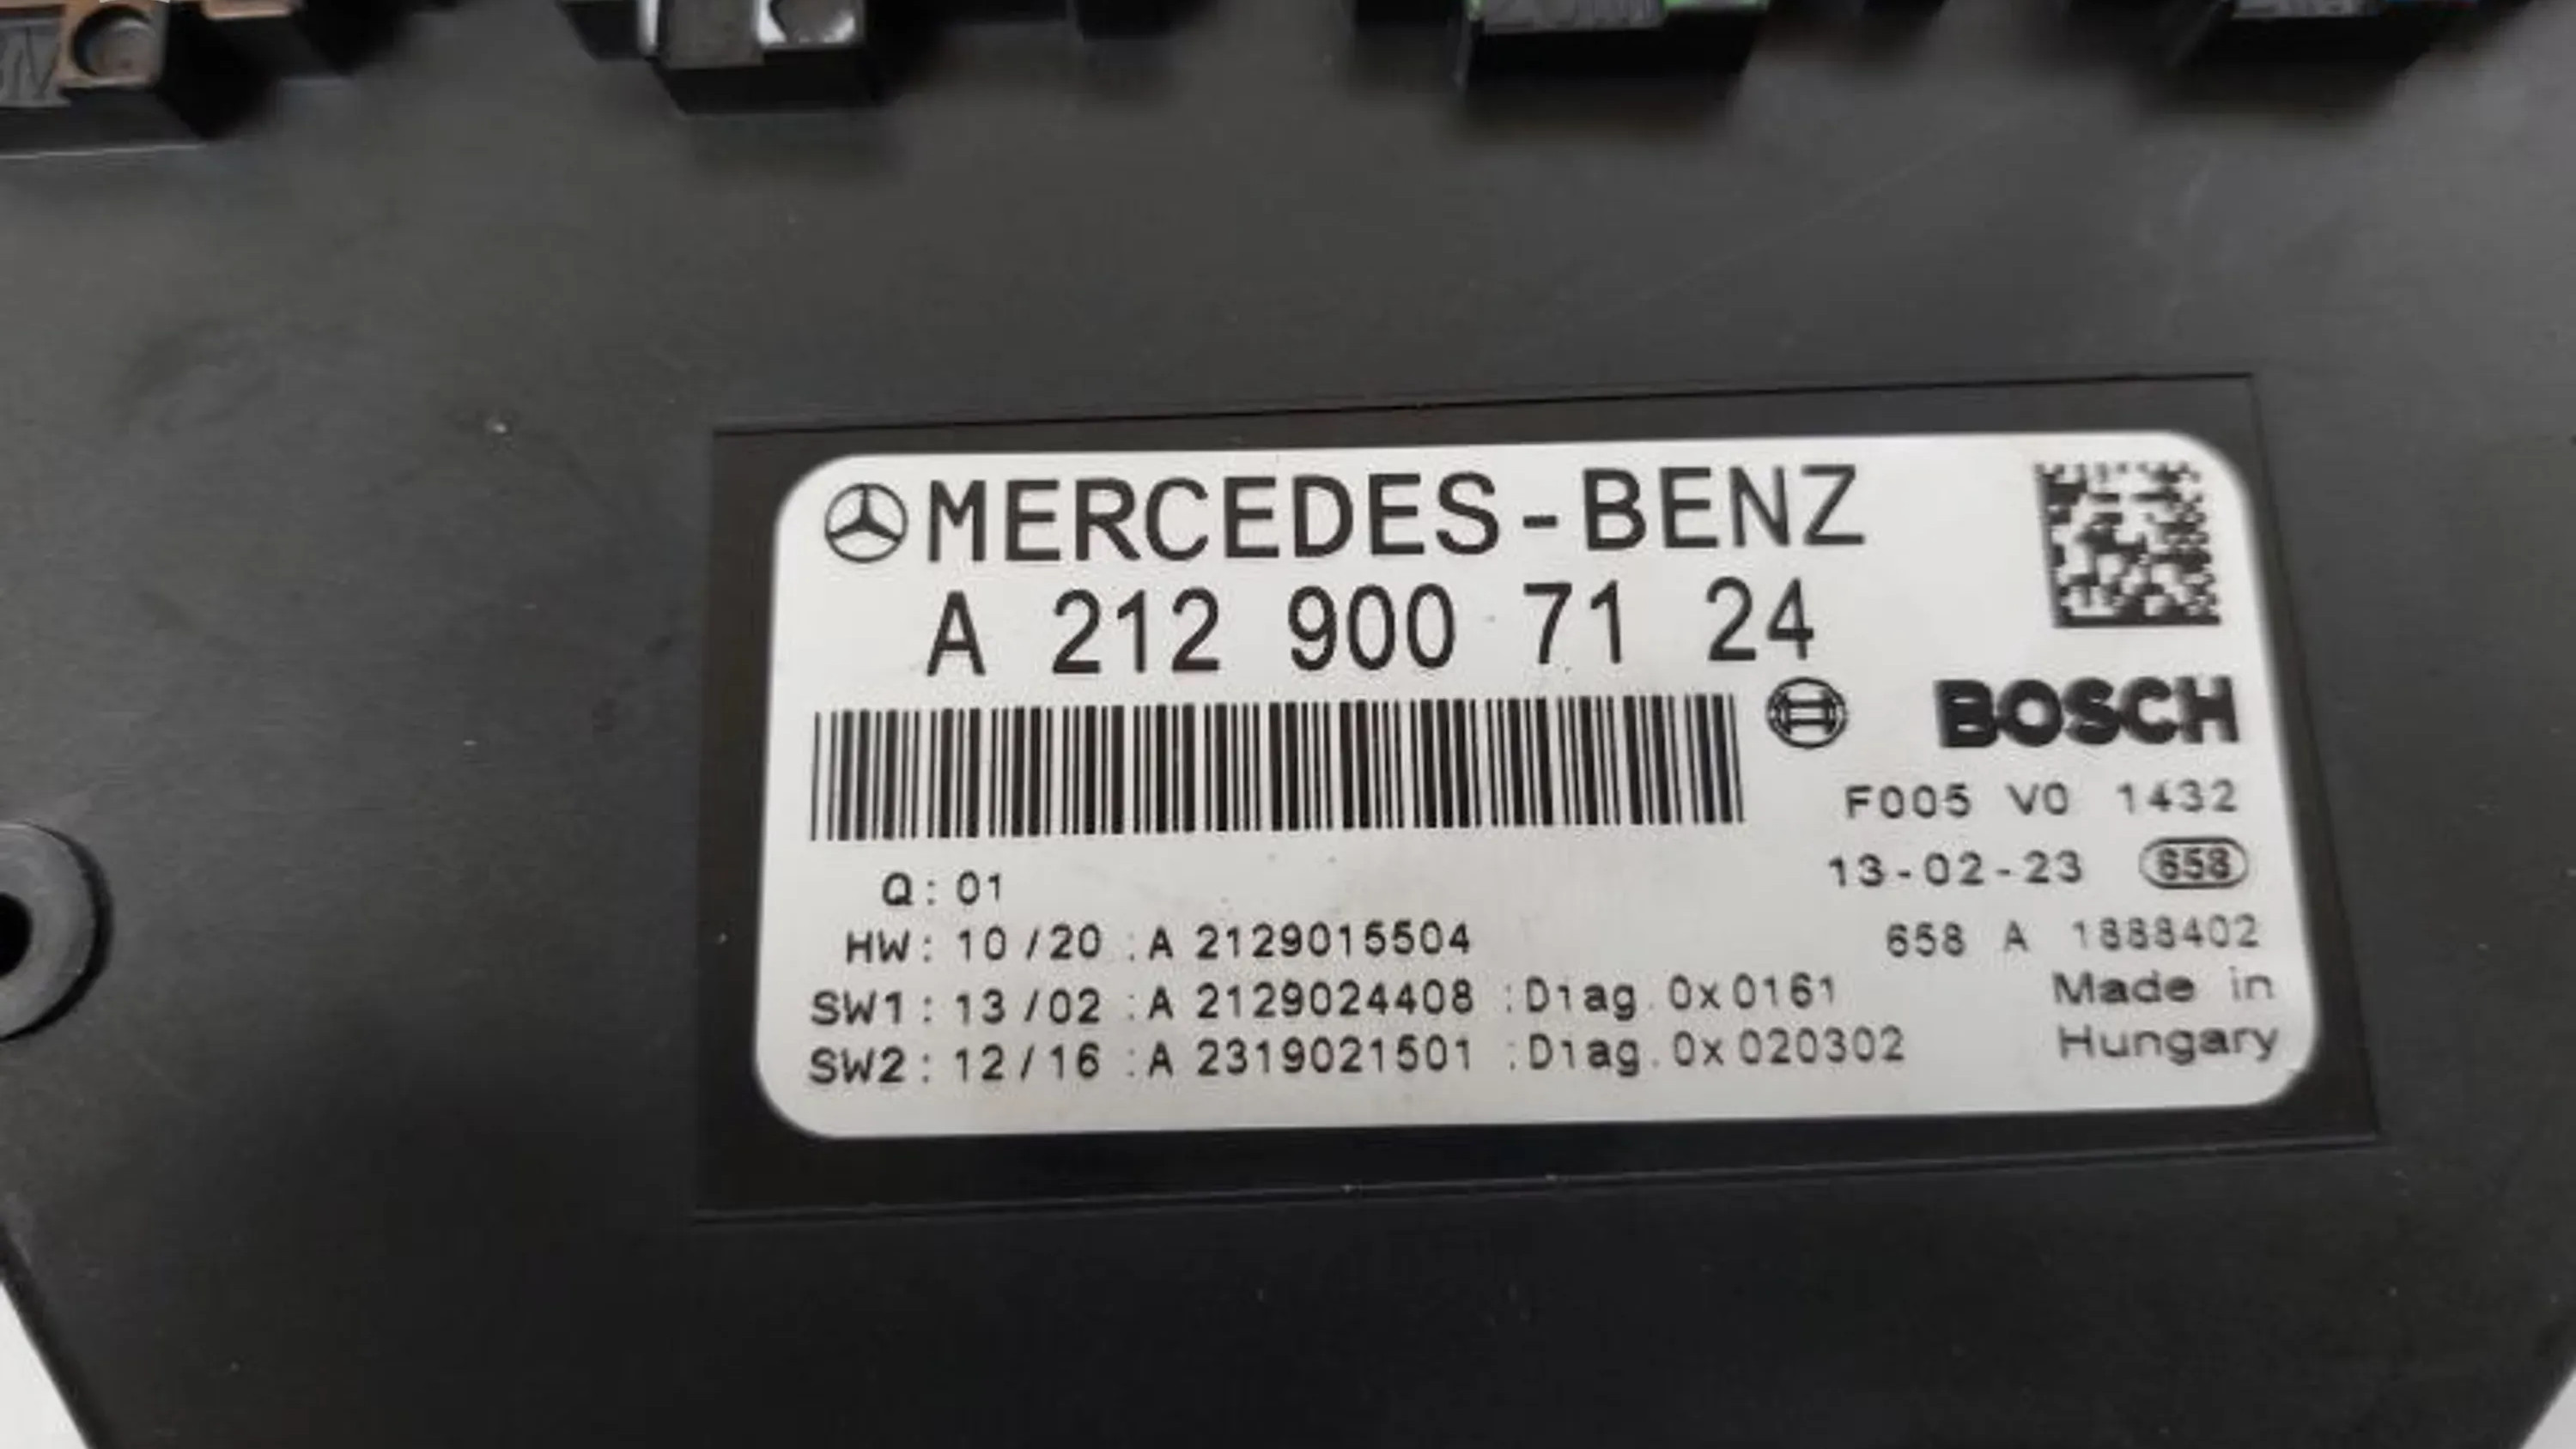 MERCEDES-BENZ
A 212 900 71 24
BOSCH
F005 V0 1432
13-02-23 658
Q: 01
HW: 10/20 :A 2129015504
658 A 1888402
SW1: 13/02 :A 2129024408 :Diag.0x0161
Made in
SW2: 12/16 :A 2319021501 :Diag.0x020302
Hungary